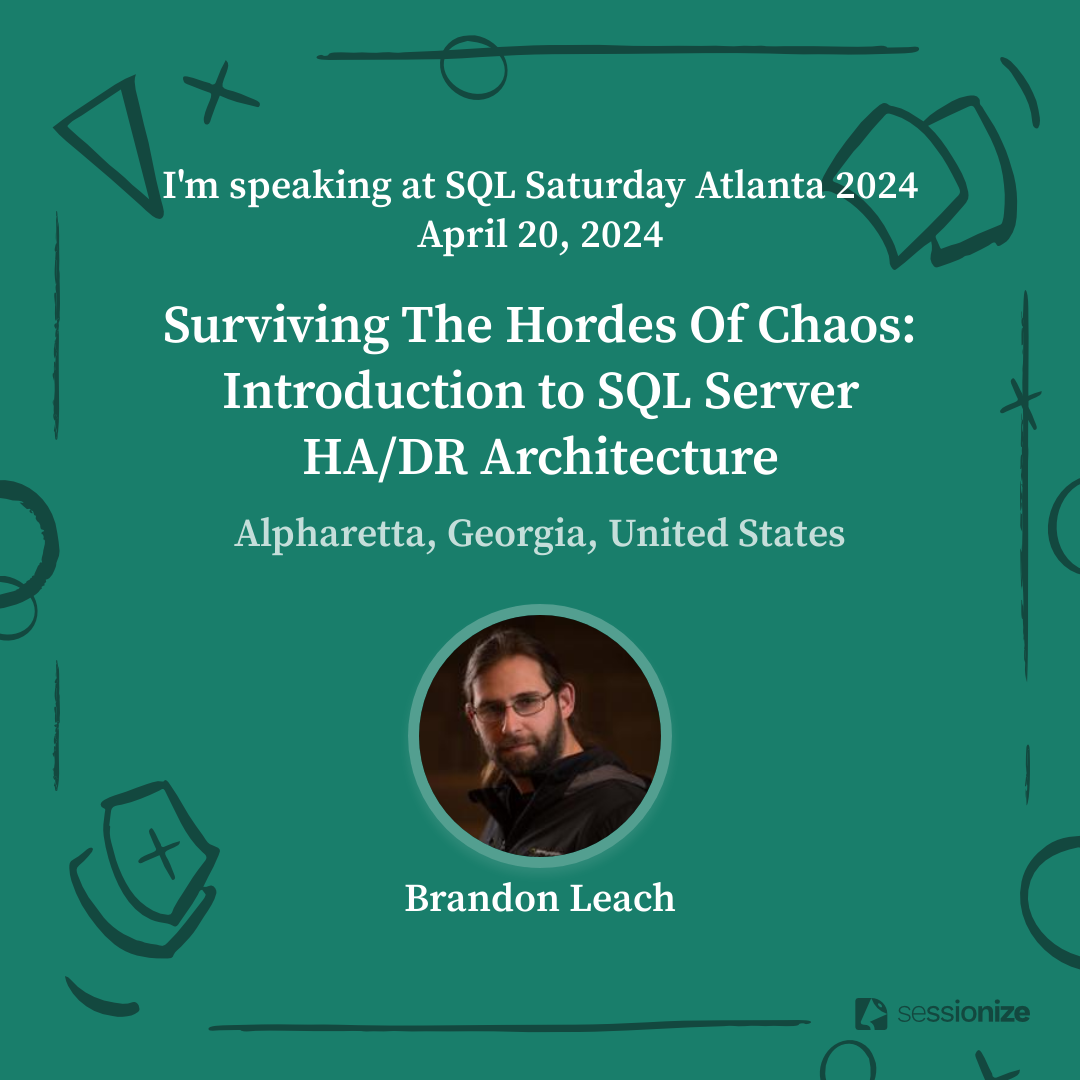 I'm speaking at SQL Saturday Atlanta 2024
April 20, 2024
Surviving The Hordes Of Chaos:
Introduction to SQL Server
HA/DR Architecture
Alpharetta, Georgia, United States
Brandon Leach
sessionize